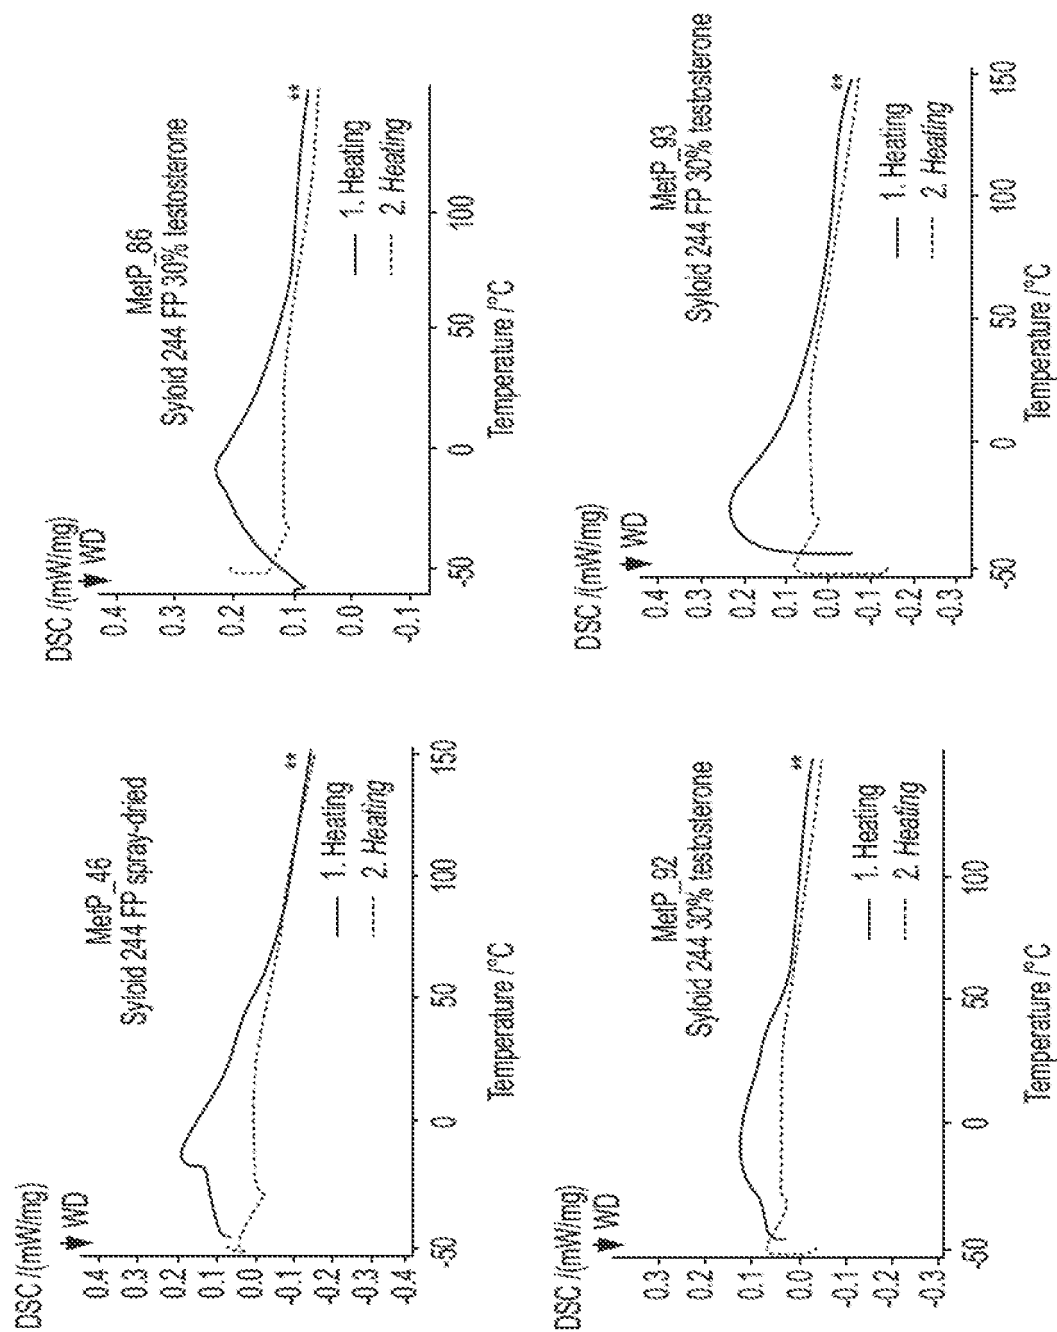 DSC /(mW/mg)
WD
MetP_46
Syloid 244 FP spray-dried
0.4
0.3
0.2
0.1
0.0
-0.1
-0.2
-0.3
-0.4
**
1. Heating
2. Heating
-50 0 50 100 150
Temperature /°C
DSC /(mW/mg)
WD
MetP_86
Syloid 244 FP 30% testosterone
0.4
0.3
0.2
0.1
0.0
-0.1
**
1. Heating
2. Heating
-50 0 50 100
Temperature /°C
DSC /(mW/mg)
WD
MetP_92
Syloid 244 30% testosterone
0.3
0.2
0.1
0.0
-0.1
-0.2
-0.3
**
1. Heating
2. Heating
-50 0 50 100
Temperature /°C
DSC /(mW/mg)
WD
MetP_93
Syloid 244 FP 30% testosterone
0.4
0.3
0.2
0.1
0.0
-0.1
-0.2
-0.3
**
1. Heating
2. Heating
-50 0 50 100 150
Temperature /°C